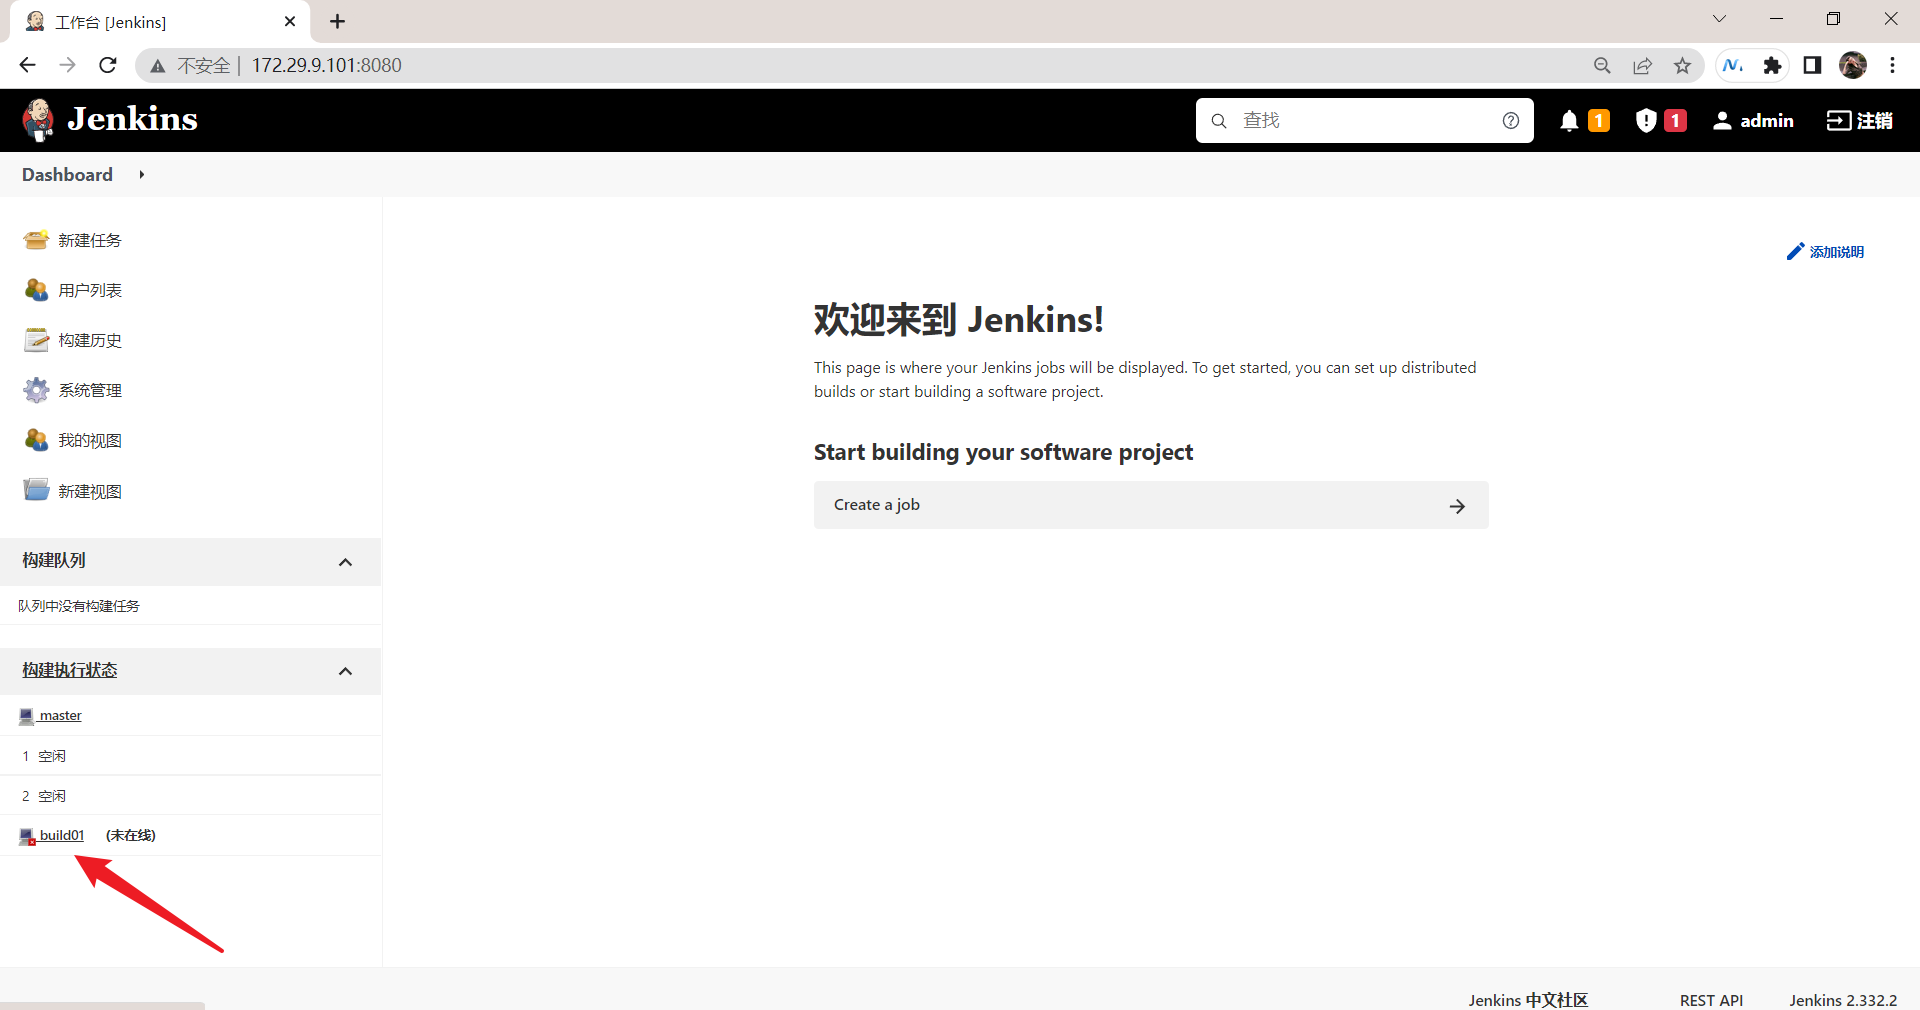 工作台 [Jenkins]
不安全 | 172.29.9.101:8080
Jenkins
查找
1
1
admin
注销
Dashboard
新建任务
用户列表
构建历史
系统管理
我的视图
新建视图
添加说明
欢迎来到 Jenkins!
This page is where your Jenkins jobs will be displayed. To get started, you can set up distributed
builds or start building a software project.
Start building your software project
Create a job
构建队列
队列中没有构建任务
构建执行状态
master
1 空闲
2 空闲
build01 (未在线)
Jenkins 中文社区
REST API
Jenkins 2.332.2